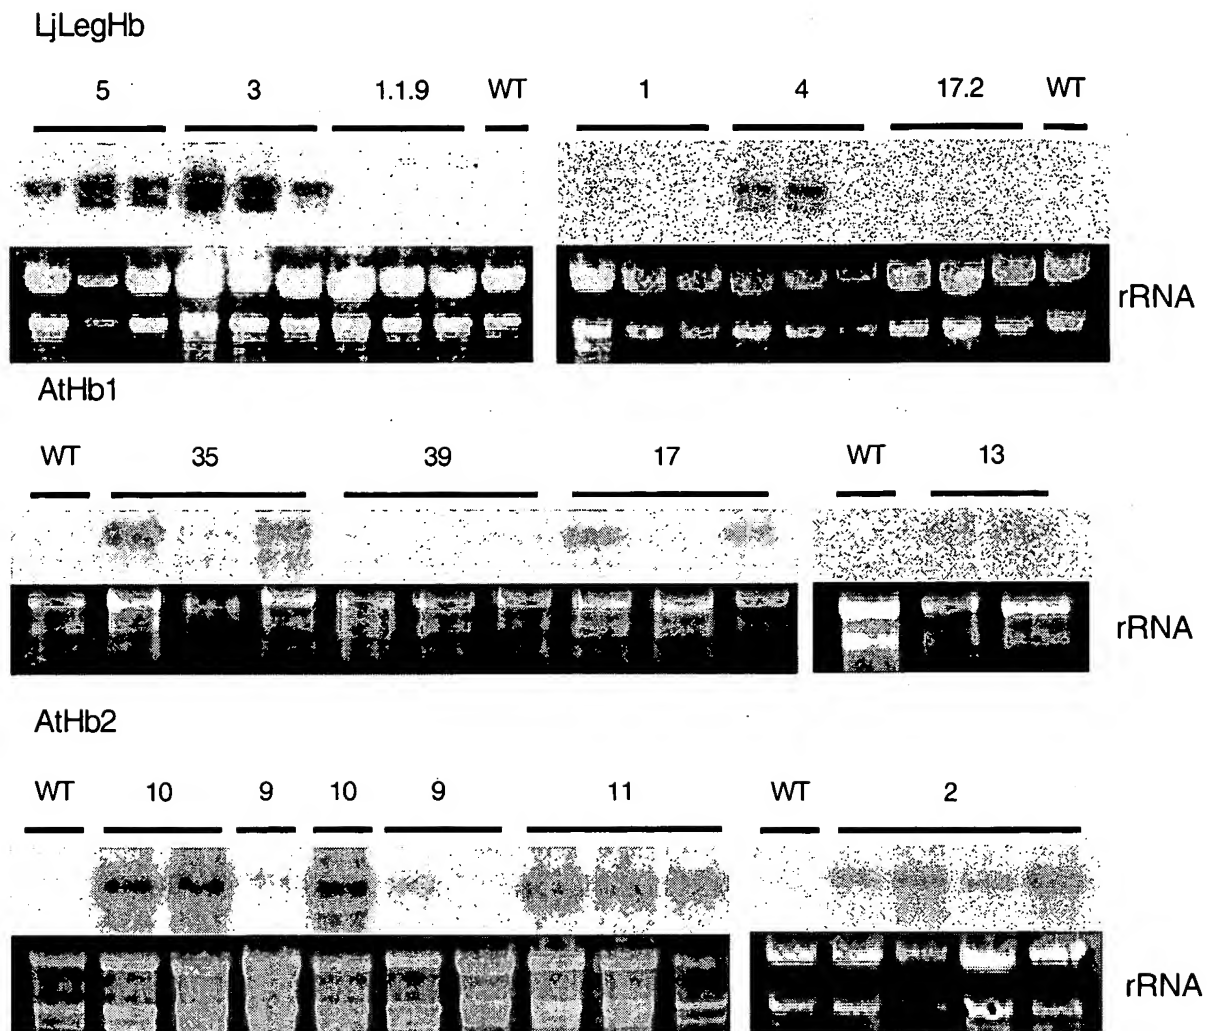 LjLegHb
5 3 1.1.9 WT 1 4 17.2 WT
rRNA
AtHb1
WT 35 39 17 WT 13
rRNA
AtHb2
WT 10 9 10 9 11 WT 2
rRNA